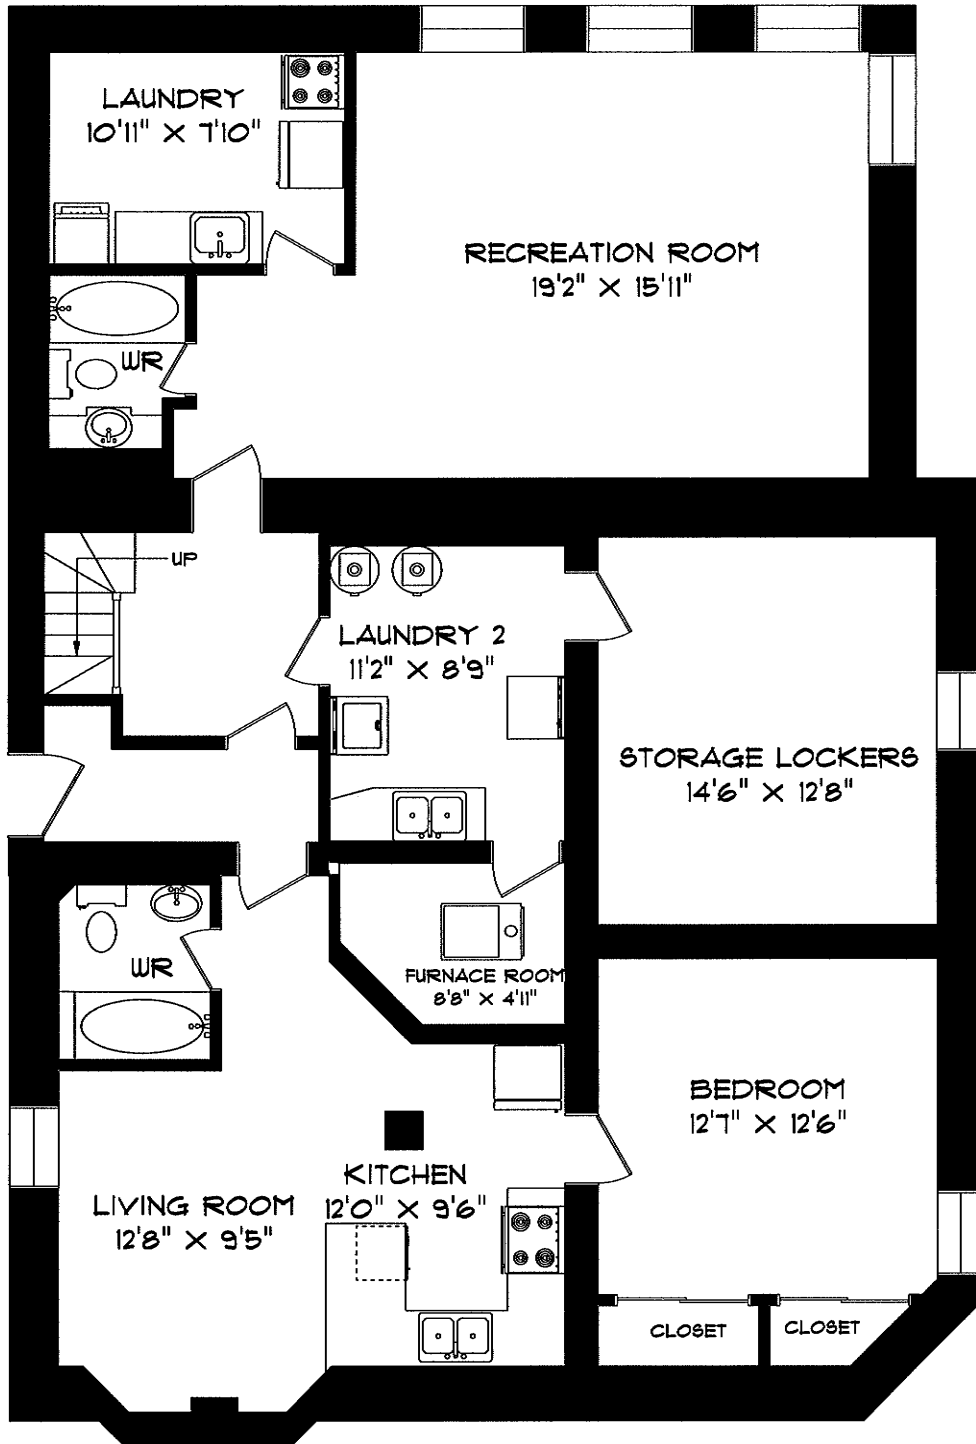 LAUNDRY
10'11" X 7'10"
RECREATION ROOM
19'2" X 15'11"
WR
UP
LAUNDRY 2
11'2" X 8'9"
STORAGE LOCKERS
14'6" X 12'8"
WR
FURNACE ROOM
8'8" X 4'11"
BEDROOM
12'7" X 12'6"
KITCHEN
12'0" X 9'6"
LIVING ROOM
12'8" X 9'5"
CLOSET
CLOSET